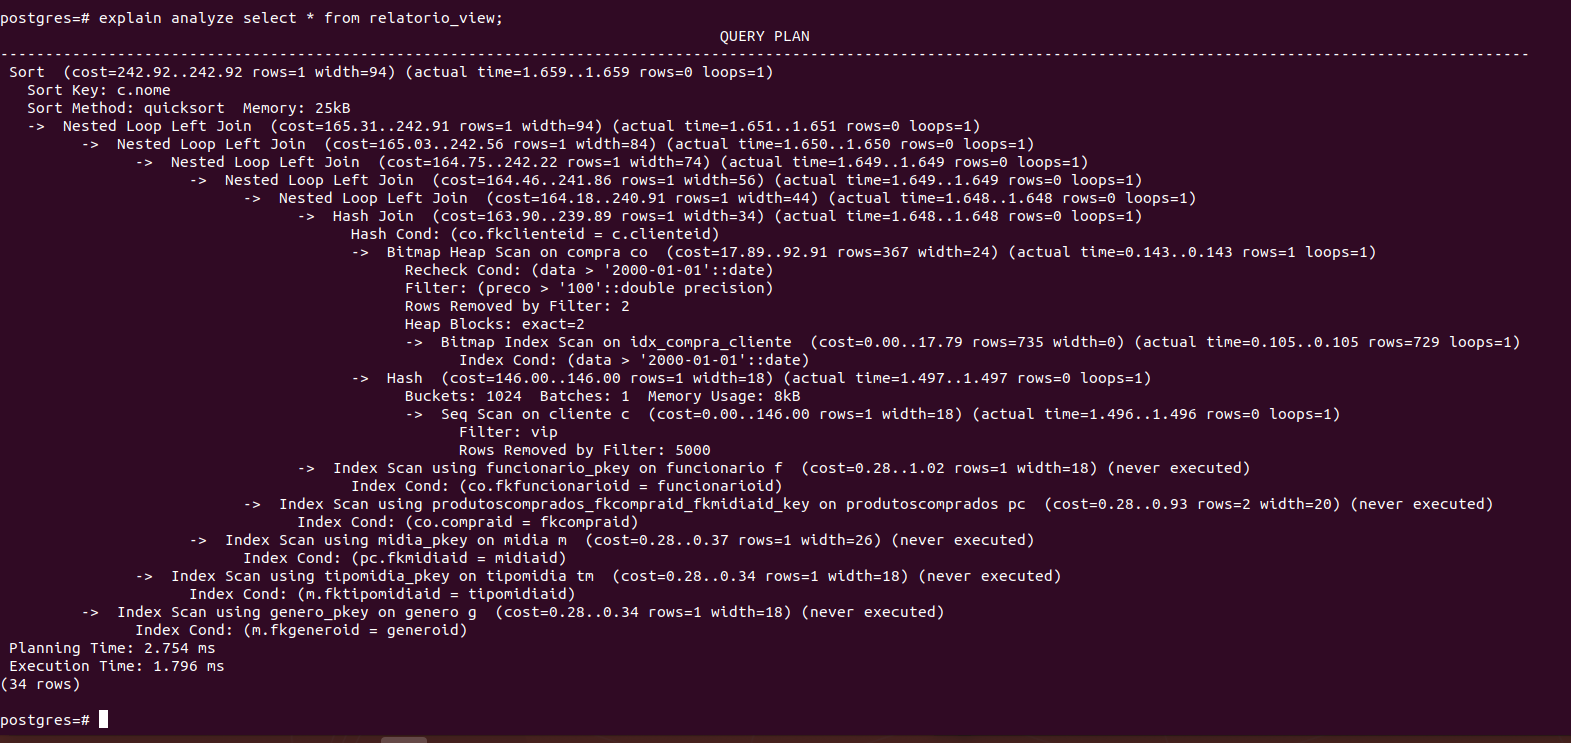 postgres=# explain analyze select * from relatorio_view;
QUERY PLAN
--------------------------------------------------------------------------------------------------------------------------------------------------------------------------
Sort  (cost=242.92..242.92 rows=1 width=94) (actual time=1.659..1.659 rows=0 loops=1)
Sort Key: c.nome
Sort Method: quicksort  Memory: 25kB
->  Nested Loop Left Join  (cost=165.31..242.91 rows=1 width=94) (actual time=1.651..1.651 rows=0 loops=1)
->  Nested Loop Left Join  (cost=165.03..242.56 rows=1 width=84) (actual time=1.650..1.650 rows=0 loops=1)
->  Nested Loop Left Join  (cost=164.75..242.22 rows=1 width=74) (actual time=1.649..1.649 rows=0 loops=1)
->  Nested Loop Left Join  (cost=164.46..241.86 rows=1 width=56) (actual time=1.649..1.649 rows=0 loops=1)
->  Nested Loop Left Join  (cost=164.18..240.91 rows=1 width=44) (actual time=1.648..1.648 rows=0 loops=1)
->  Hash Join  (cost=163.90..239.89 rows=1 width=34) (actual time=1.648..1.648 rows=0 loops=1)
Hash Cond: (co.fkclienteid = c.clienteid)
->  Bitmap Heap Scan on compra co  (cost=17.89..92.91 rows=367 width=24) (actual time=0.143..0.143 rows=1 loops=1)
Recheck Cond: (data > '2000-01-01'::date)
Filter: (preco > '100'::double precision)
Rows Removed by Filter: 2
Heap Blocks: exact=2
->  Bitmap Index Scan on idx_compra_cliente  (cost=0.00..17.79 rows=735 width=0) (actual time=0.105..0.105 rows=729 loops=1)
Index Cond: (data > '2000-01-01'::date)
->  Hash  (cost=146.00..146.00 rows=1 width=18) (actual time=1.497..1.497 rows=0 loops=1)
Buckets: 1024  Batches: 1  Memory Usage: 8kB
->  Seq Scan on cliente c  (cost=0.00..146.00 rows=1 width=18) (actual time=1.496..1.496 rows=0 loops=1)
Filter: vip
Rows Removed by Filter: 5000
->  Index Scan using funcionario_pkey on funcionario f  (cost=0.28..1.02 rows=1 width=18) (never executed)
Index Cond: (co.fkfuncionarioid = funcionarioid)
->  Index Scan using produtoscomprados_fkcompraid_fkmidiaid_key on produtoscomprados pc  (cost=0.28..0.93 rows=2 width=20) (never executed)
Index Cond: (co.compraid = fkcompraid)
->  Index Scan using midia_pkey on midia m  (cost=0.28..0.37 rows=1 width=26) (never executed)
Index Cond: (pc.fkmidiaid = midiaid)
->  Index Scan using tipomidia_pkey on tipomidia tm  (cost=0.28..0.34 rows=1 width=18) (never executed)
Index Cond: (m.fktipomidiaid = tipomidiaid)
->  Index Scan using genero_pkey on genero g  (cost=0.28..0.34 rows=1 width=18) (never executed)
Index Cond: (m.fkgeneroid = generoid)
Planning Time: 2.754 ms
Execution Time: 1.796 ms
(34 rows)
postgres=#